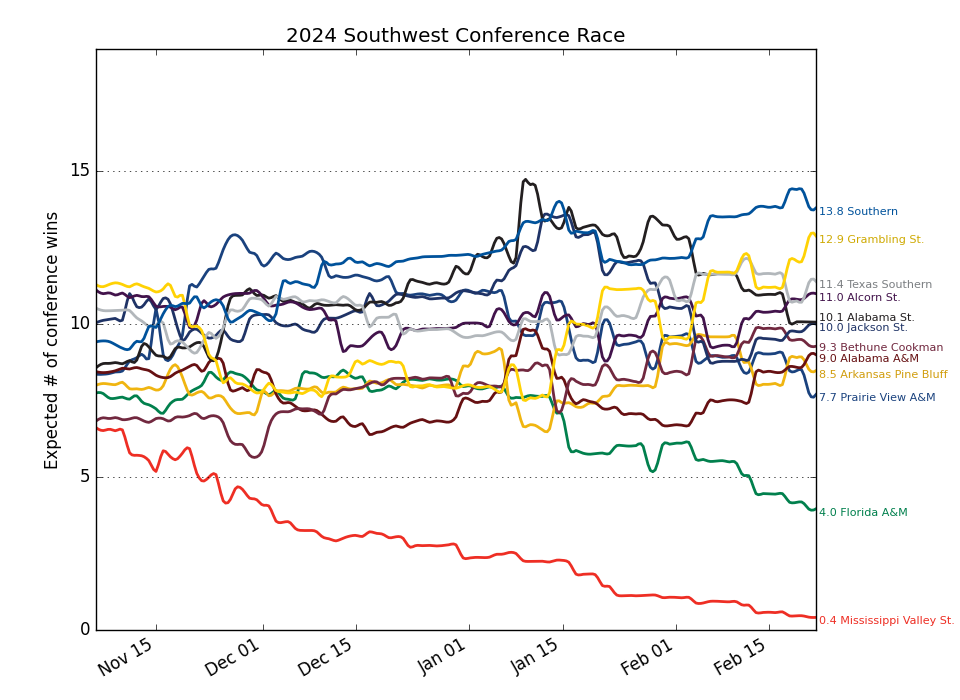 2024 Southwest Conference Race
Expected # of conference wins
15
10
5
0
Nov 15
Dec 01
Dec 15
Jan 01
Jan 15
Feb 01
Feb 15
13.8 Southern
12.9 Grambling St.
11.4 Texas Southern
11.0 Alcorn St.
10.1 Alabama St.
10.0 Jackson St.
9.3 Bethune Cookman
9.0 Alabama A&M
8.5 Arkansas Pine Bluff
7.7 Prairie View A&M
4.0 Florida A&M
0.4 Mississippi Valley St.